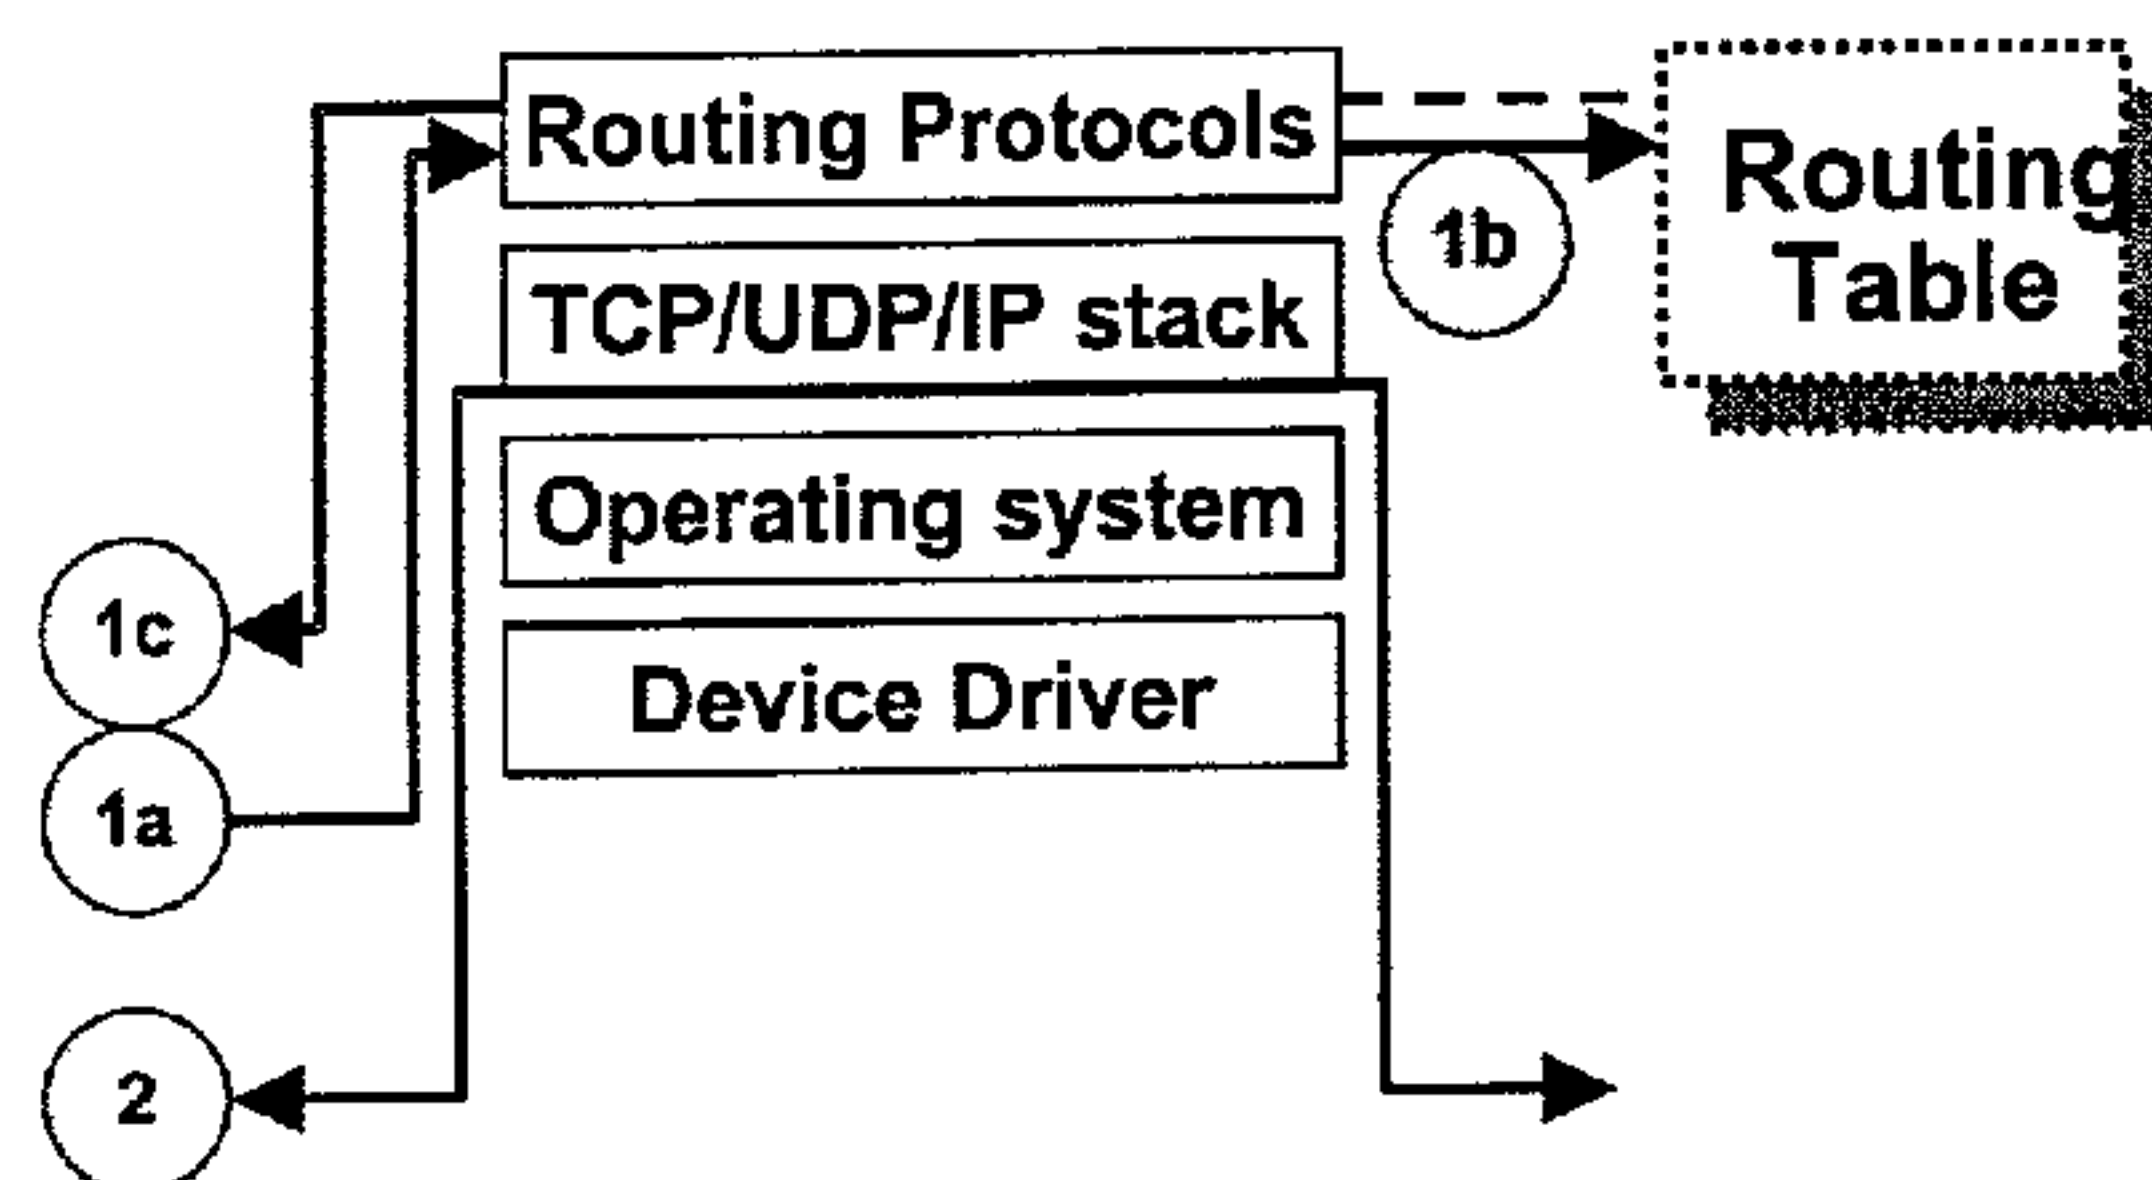 Routing Protocols
1b
Routing
Table
TCP/UDP/IP stack
Operating system
1c
Device Driver
1a
2